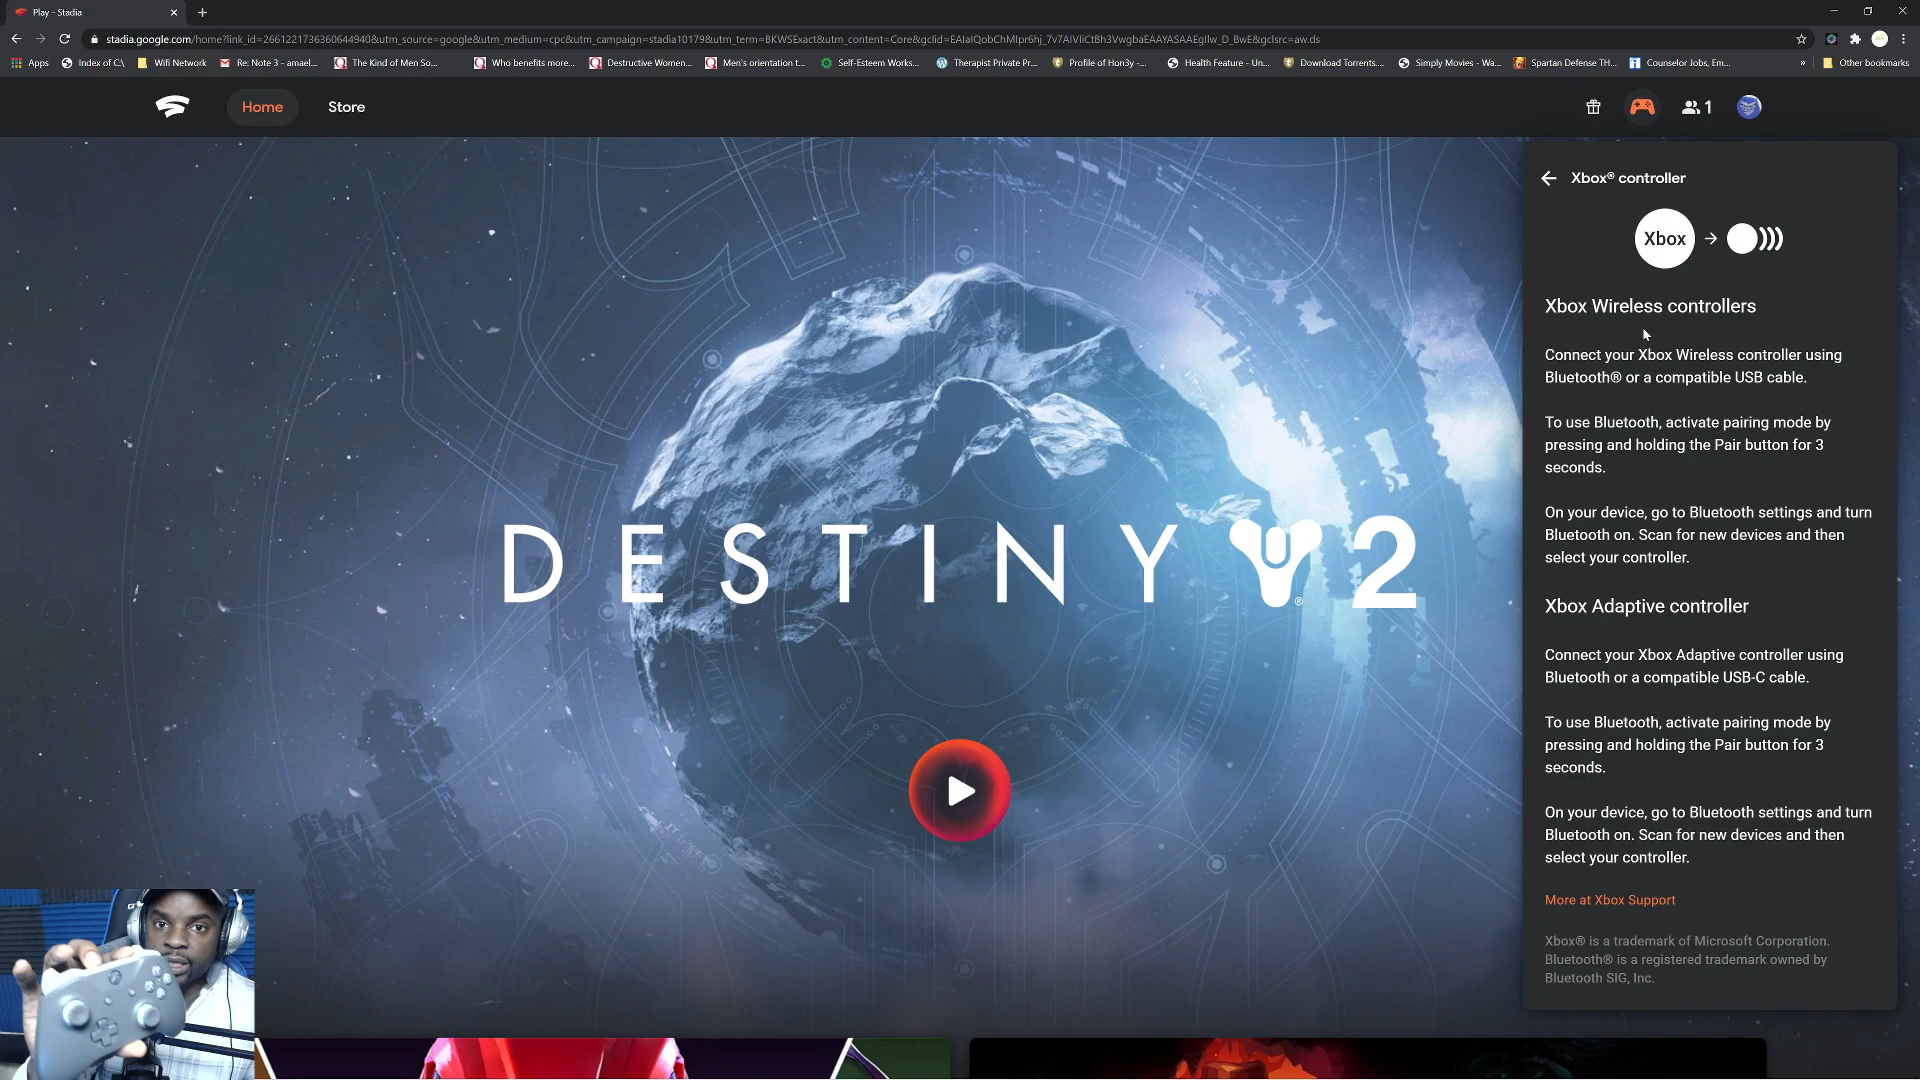 Play - Stadia
stadia.google.com/home?link_id=2661221736360644940&utm_source=google&utm_medium=cpc&utm_campaign=stadia10179&utm_term=BKWSExact&utm_content=Core&gclid=EAIaIQobChMIpr6hj_7v7AIVliCtBh3VwgbaEAAYASAAEgIlw_D_BwE&gclsrc=aw.ds
Apps
Index of C:\
Wifi Network
Re: Note 3 - amael...
The Kind of Men So...
Who benefits more...
Destructive Women...
Men's orientation t...
Self-Esteem Works...
Therapist Private Pr...
Profile of Hon3y -...
Health Feature - Un...
Download Torrents...
Simply Movies - Wa...
Spartan Defense TH...
Counselor Jobs, Em...
»
Other bookmarks
Home
Store
1
Xbox® controller
Xbox
Xbox Wireless controllers
Connect your Xbox Wireless controller using
Bluetooth® or a compatible USB cable.
To use Bluetooth, activate pairing mode by
pressing and holding the Pair button for 3
seconds.
On your device, go to Bluetooth settings and turn
Bluetooth on. Scan for new devices and then
select your controller.
DESTINY 2
®
Xbox Adaptive controller
Connect your Xbox Adaptive controller using
Bluetooth or a compatible USB-C cable.
To use Bluetooth, activate pairing mode by
pressing and holding the Pair button for 3
seconds.
On your device, go to Bluetooth settings and turn
Bluetooth on. Scan for new devices and then
select your controller.
More at Xbox Support
Xbox® is a trademark of Microsoft Corporation.
Bluetooth® is a registered trademark owned by
Bluetooth SIG, Inc.